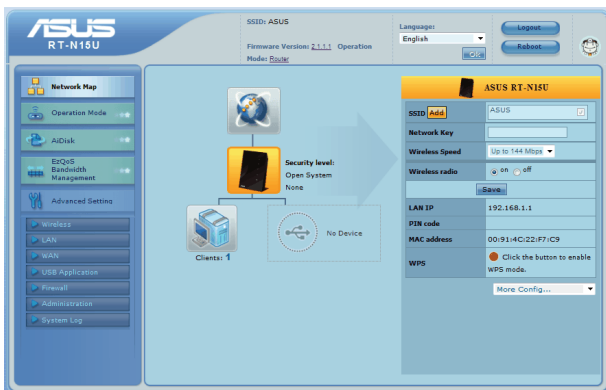 ASUS
RT-N15U
SSID: ASUS
Firmware Version: 2.1.1.1 Operation
Mode: Router
Language:
English
Logout
Reboot
Network Map
Operation Mode
AiDisk
EzQoS
Bandwidth
Management
Advanced Setting
Wireless
LAN
WAN
USB Application
Firewall
Administration
System Log
Security level:
Open System
None
Clients: 1
No Device
ASUS RT-N15U
SSID Add ASUS
Network Key
Wireless Speed Up to 144 Mbps
Wireless radio on off
Save
LAN IP 192.168.1.1
PIN code
MAC address 00:91:4C:22:F7:C9
WPS Click the button to enable
WPS mode.
More Config...